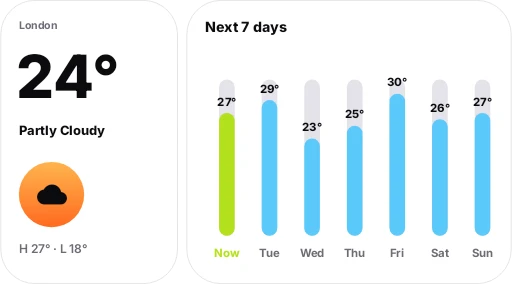 London
24°
Partly Cloudy
H 27° · L 18°
Next 7 days
27° 29° 23° 25° 30° 26° 27°
Now Tue Wed Thu Fri Sat Sun